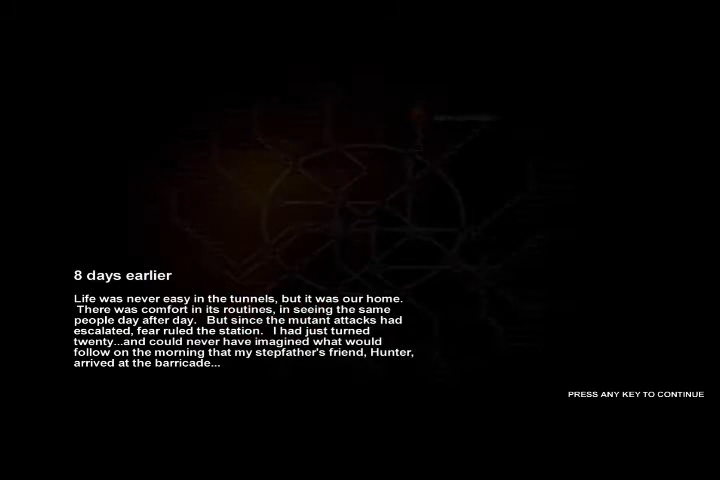 8 days earlier
Life was never easy in the tunnels, but it was our home.
There was comfort in its routines, in seeing the same
people day after day. But since the mutant attacks had
escalated, fear ruled the station. I had just turned
twenty...and could never have imagined what would
follow on the morning that my stepfather's friend, Hunter,
arrived at the barricade...
PRESS ANY KEY TO CONTINUE